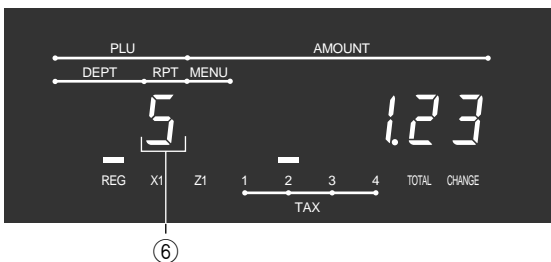 PLU AMOUNT
DEPT RPT MENU
5 1.23
REG X1 Z1 1 2 3 4 TOTAL CHANGE
TAX
⑥